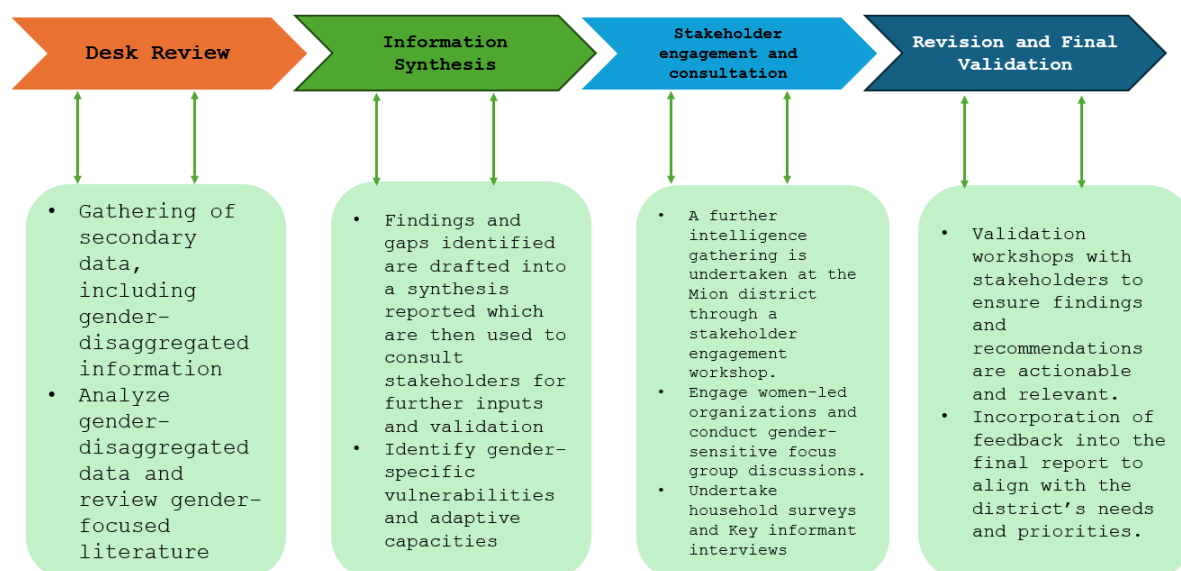 Desk Review
Information
Synthesis
Stakeholder
engagement and
consultation
Revision and Final
Validation
• Gathering of
secondary
data,
including
gender-
disaggregated
information
• Analyze
gender-
disaggregated
data and
review gender-
focused
literature
• Findings and
gaps identified
are drafted into
a synthesis
reported which
are then used to
consult
stakeholders for
further inputs
and validation
• Identify gender-
specific
vulnerabilities
and adaptive
capacities
• A further
intelligence
gathering is
undertaken at the
Mion district
through a
stakeholder
engagement
workshop.
• Engage women-led
organizations and
conduct gender-
sensitive focus
group discussions.
• Undertake
household surveys
and Key informant
interviews
• Validation
workshops with
stakeholders to
ensure findings
and
recommendations
are actionable
and relevant.
• Incorporation of
feedback into the
final report to
align with the
district’s needs
and priorities.